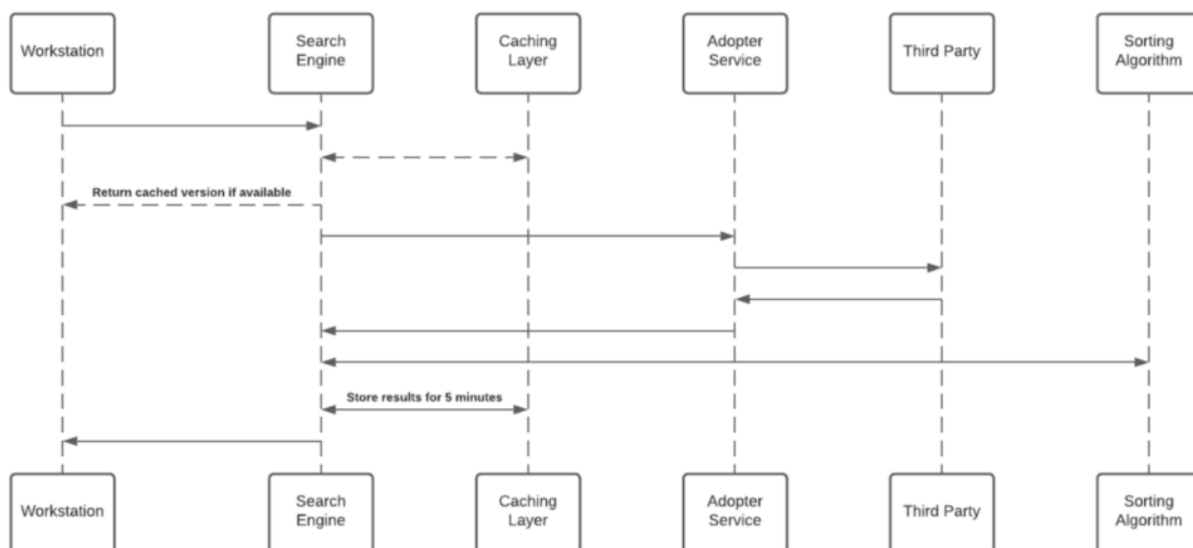 Workstation
Search
Engine
Caching
Layer
Adopter
Service
Third Party
Sorting
Algorithm
Return cached version if available
Store results for 5 minutes
Workstation
Search
Engine
Caching
Layer
Adopter
Service
Third Party
Sorting
Algorithm